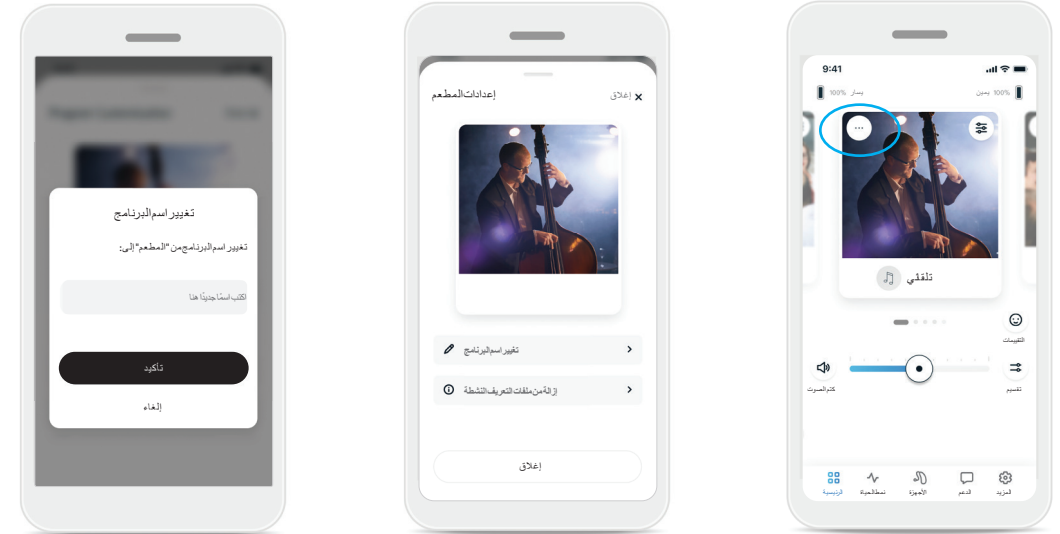 9:41
100% يمين
يسار 100%
تلقائي
التقييمات
تقسيم
كتم الصوت
المزيد
الدعم
الأجهزة
نمط الحياة
الرئيسية
إغلاق
إعدادات المطعم
تغيير اسم البرنامج
إزالة من ملفات التعريف النشطة
إغلاق
تغيير اسم البرنامج
تغيير اسم البرنامج من "المطعم" إلى:
اكتب اسمًا جديدًا هنا
تأكيد
إلغاء